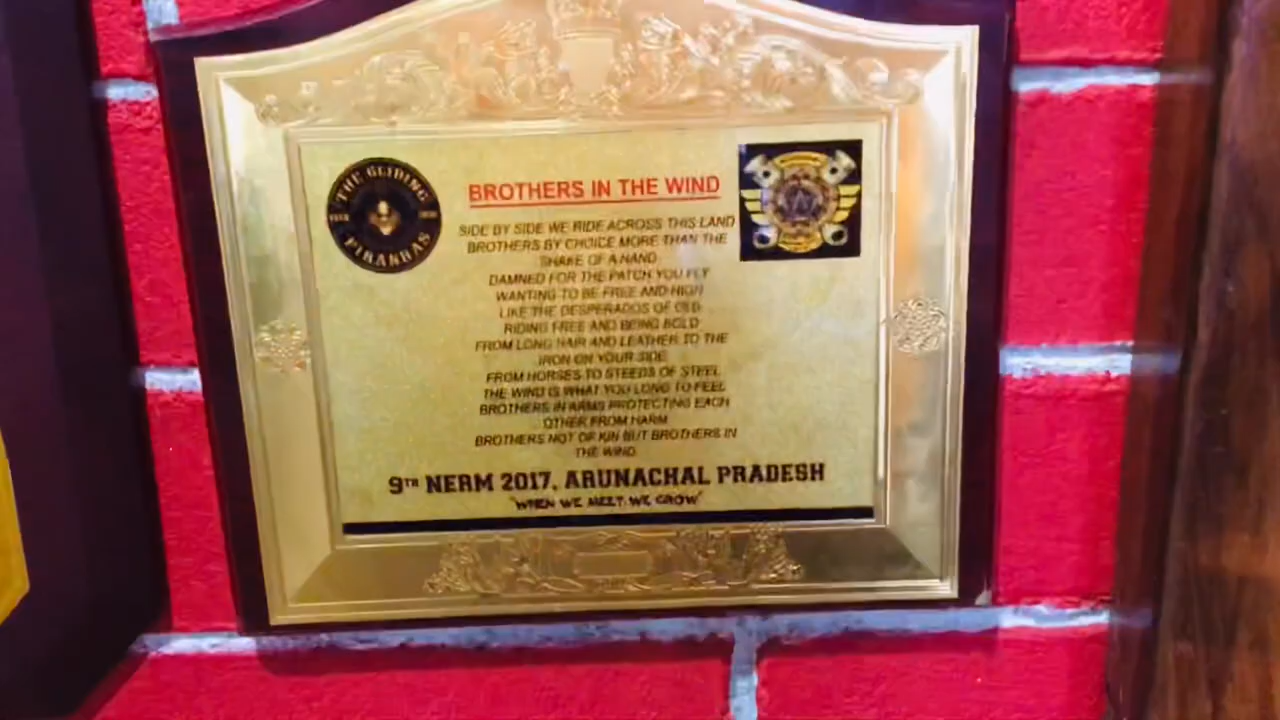 THE GLIDING
PIRANHAS
BROTHERS IN THE WIND
SIDE BY SIDE WE RIDE ACROSS THIS LAND
BROTHERS BY CHOICE MORE THAN THE
SHAKE OF A HAND
DAMNED FOR THE PATCH YOU FLY
WANTING TO BE FREE AND HIGH
LIKE THE DESPERADOS OF OLD
RIDING FREE AND BEING BOLD
FROM LONG HAIR AND LEATHER TO THE
IRON ON YOUR SIDE
FROM HORSES TO STEEDS OF STEEL
THE WIND IS WHAT YOU LONG TO FEEL
BROTHERS IN ARMS PROTECTING EACH
OTHER FROM HARM
BROTHERS NOT OF KIN BUT BROTHERS IN
THE WIND
9TH NERM 2017, ARUNACHAL PRADESH
"WHEN WE MEET WE GROW"